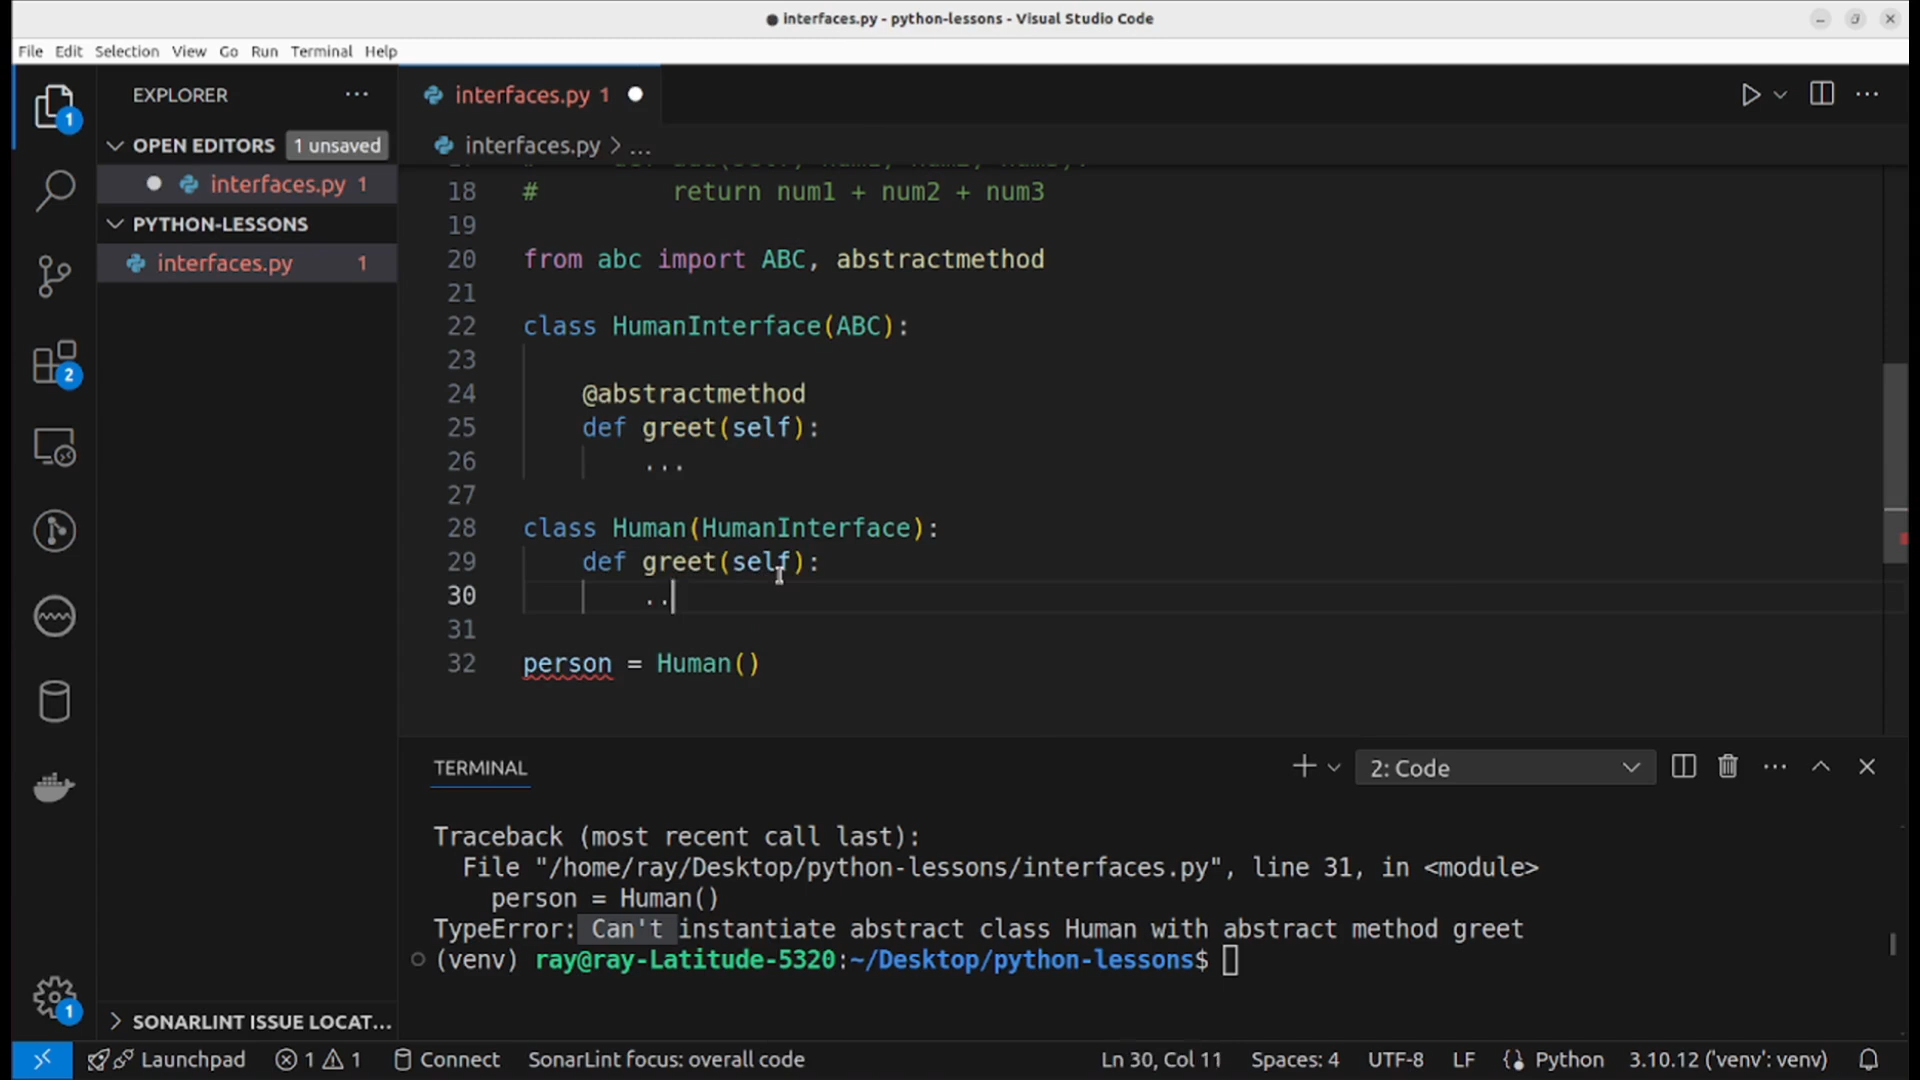 interfaces.py - python-lessons - Visual Studio Code
File Edit Selection View Go Run Terminal Help
EXPLORER
OPEN EDITORS 1 unsaved
interfaces.py 1
PYTHON-LESSONS
interfaces.py 1
SONARLINT ISSUE LOCAT...
interfaces.py 1
interfaces.py > ...
18 # return num1 + num2 + num3
19
20 from abc import ABC, abstractmethod
21
22 class HumanInterface(ABC):
23
24 @abstractmethod
25 def greet(self):
26 ...
27
28 class Human(HumanInterface):
29 def greet(self):
30 ..
31
32 person = Human()
TERMINAL
2: Code
Traceback (most recent call last):
File "/home/ray/Desktop/python-lessons/interfaces.py", line 31, in <module>
person = Human()
TypeError: Can't instantiate abstract class Human with abstract method greet
(venv) ray@ray-Latitude-5320:~/Desktop/python-lessons$
1
2
1
Launchpad 1 1 Connect SonarLint focus: overall code Ln 30, Col 11 Spaces: 4 UTF-8 LF Python 3.10.12 ('venv': venv)